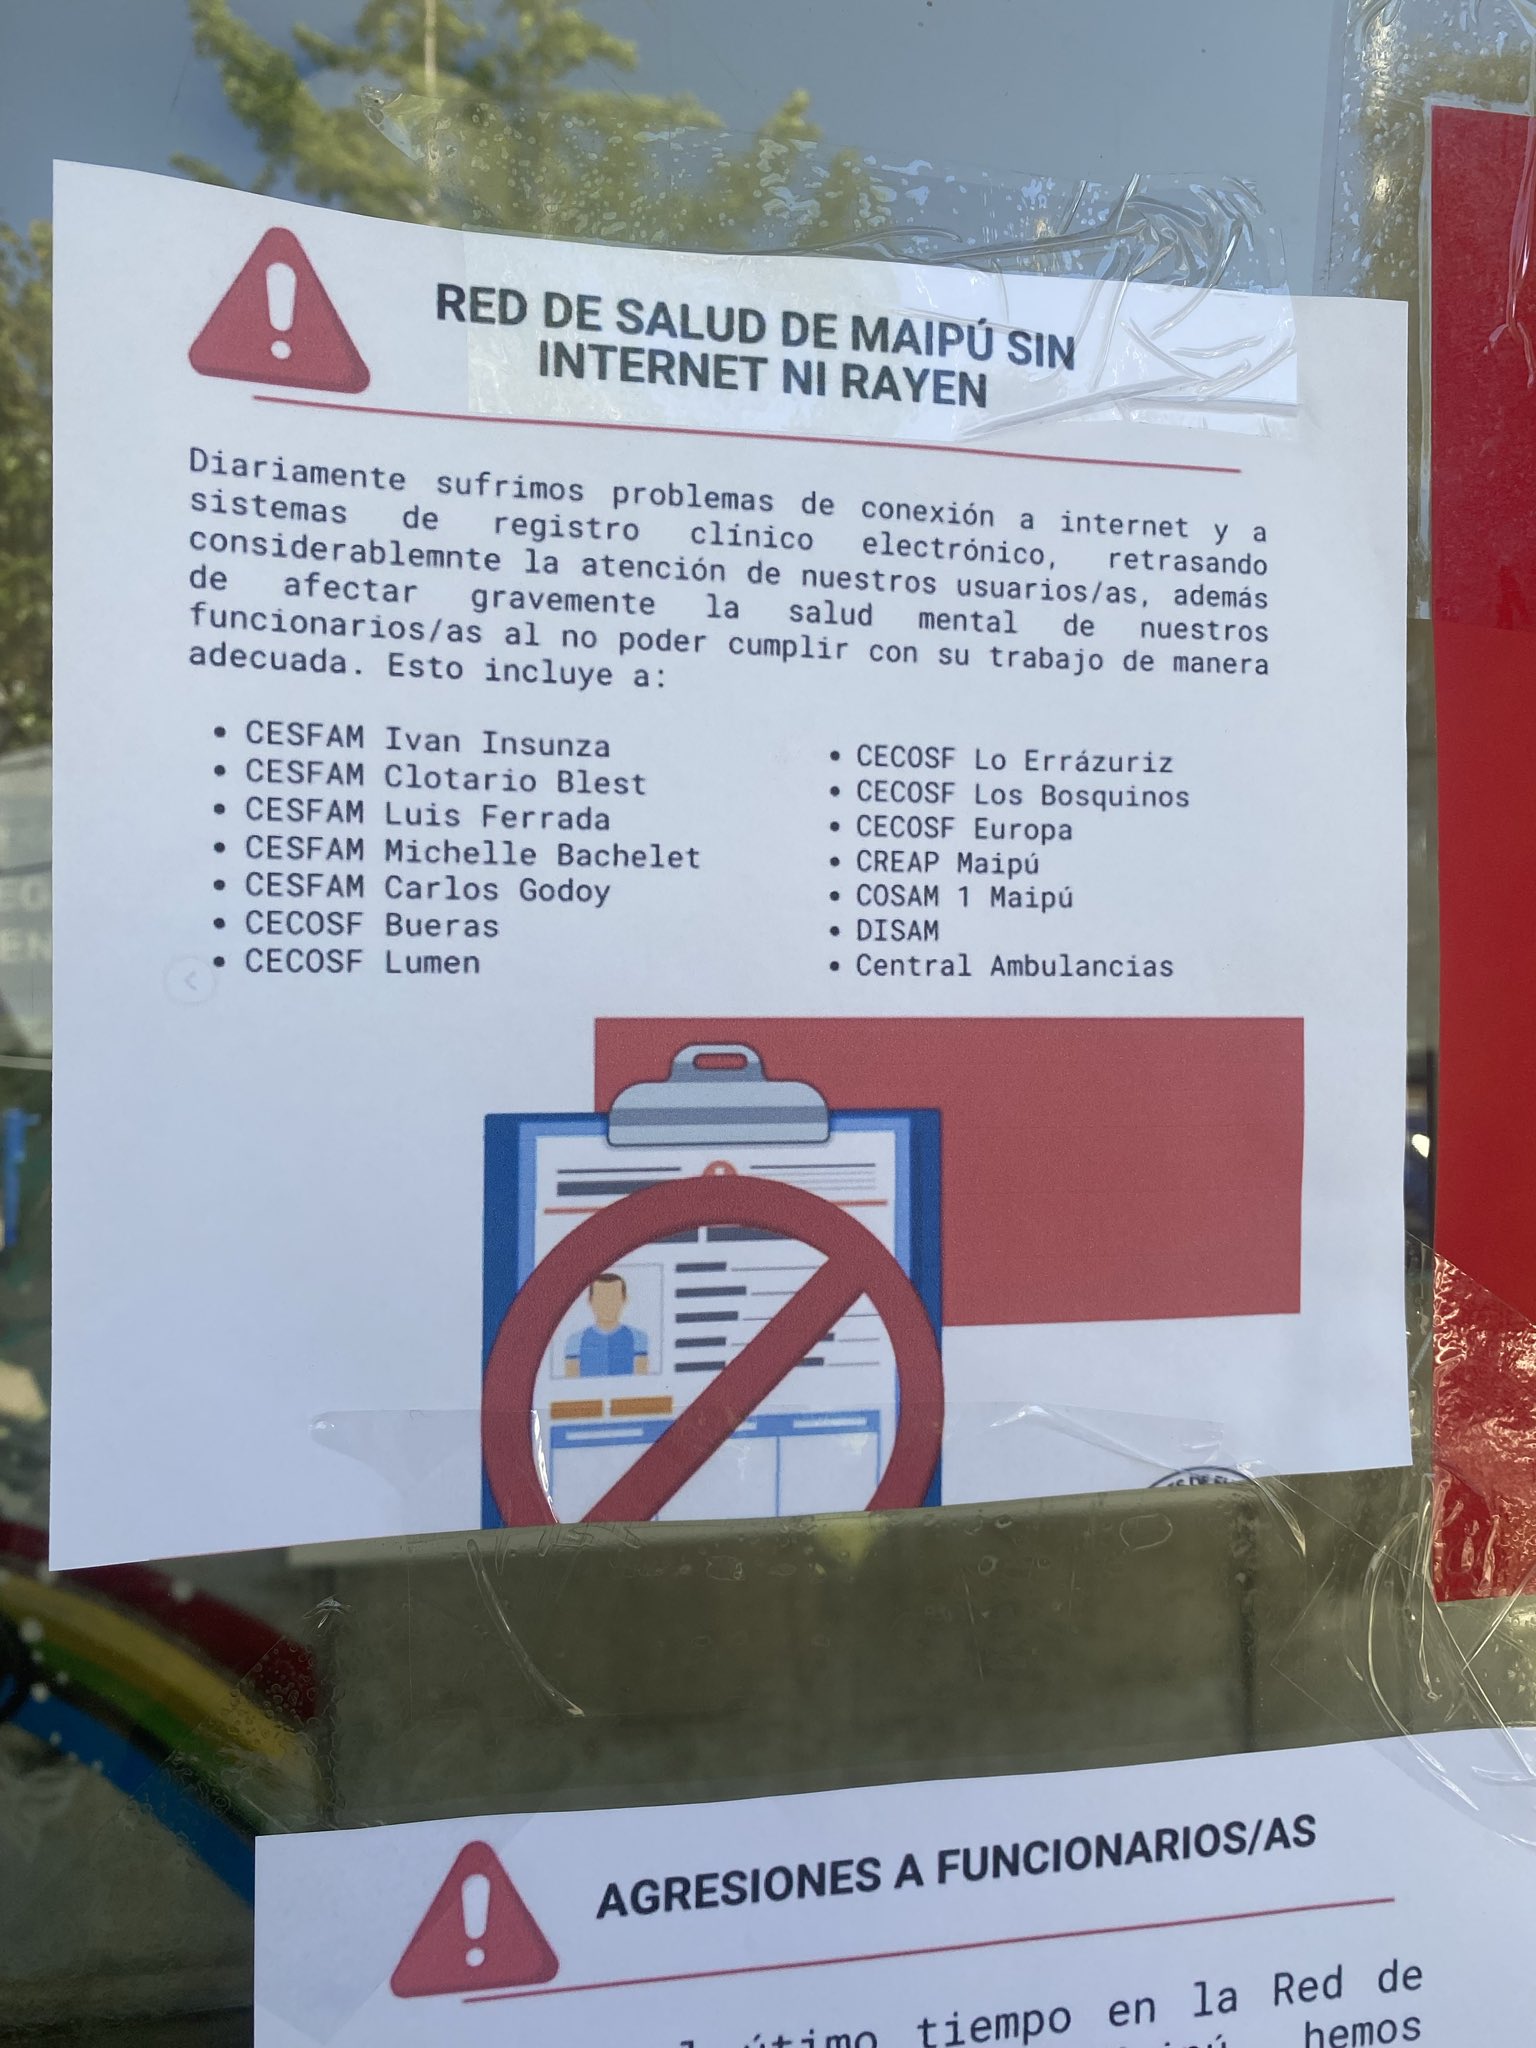 RED DE SALUD DE MAIPÚ SIN
INTERNET NI RAYEN
Diariamente sufrimos problemas de conexión a internet y a
sistemas de registro clínico electrónico, retrasando
considerablemnte la atención de nuestros usuarios/as, además
de afectar gravemente la salud mental de nuestros
funcionarios/as al no poder cumplir con su trabajo de manera
adecuada. Esto incluye a:
• CESFAM Ivan Insunza
• CESFAM Clotario Blest
• CESFAM Luis Ferrada
• CESFAM Michelle Bachelet
• CESFAM Carlos Godoy
• CECOSF Bueras
• CECOSF Lumen
• CECOSF Lo Errázuriz
• CECOSF Los Bosquinos
• CECOSF Europa
• CREAP Maipú
• COSAM 1 Maipú
• DISAM
• Central Ambulancias
AGRESIONES A FUNCIONARIOS/AS
tiempo en la Red de
hemos